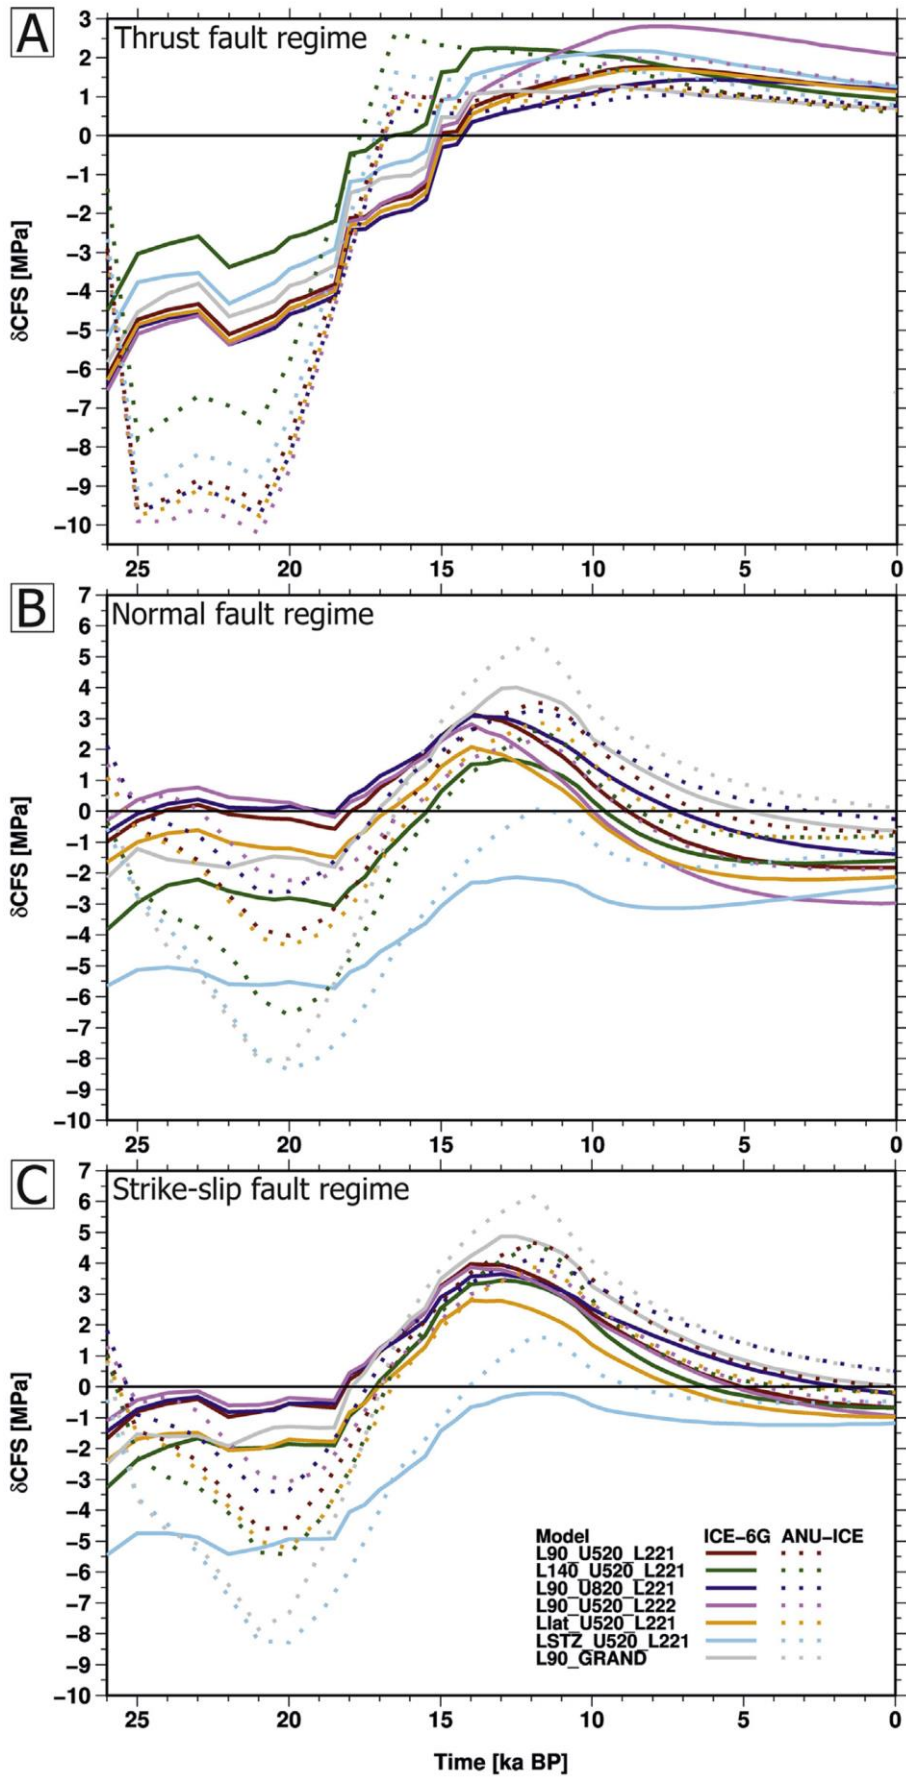 A
Thrust fault regime
3
2
1
0
−1
−2
−3
−4
−5
−6
−7
−8
−9
−10
δCFS [MPa]
25 20 15 10 5 0
B
Normal fault regime
7
6
5
4
3
2
1
0
−1
−2
−3
−4
−5
−6
−7
−8
−9
−10
δCFS [MPa]
25 20 15 10 5 0
C
Strike-slip fault regime
7
6
5
4
3
2
1
0
−1
−2
−3
−4
−5
−6
−7
−8
−9
−10
δCFS [MPa]
Model ICE−6G ANU−ICE
L90_U520_L221
L140_U520_L221
L90_U820_L221
L90_U520_L222
Llat_U520_L221
LSTZ_U520_L221
L90_GRAND
25 20 15 10 5 0
Time [ka BP]